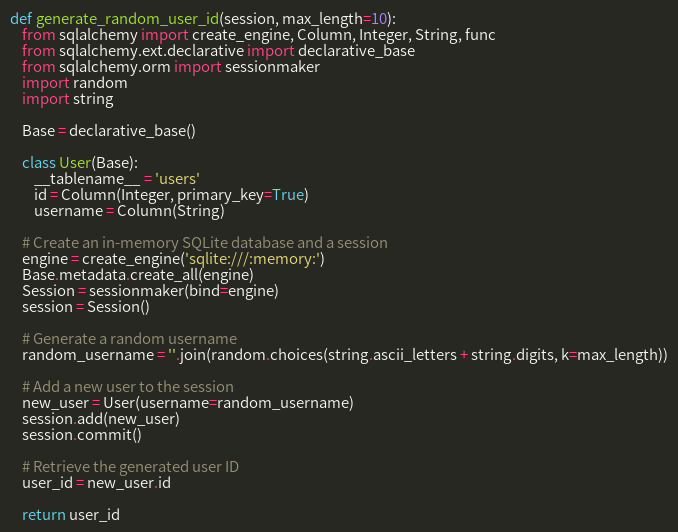 def generate_random_user_id(session, max_length=10):
from sqlalchemy import create_engine, Column, Integer, String, func
from sqlalchemy.ext.declarative import declarative_base
from sqlalchemy.orm import sessionmaker
import random
import string
Base = declarative_base()
class User(Base):
__tablename__ = 'users'
id = Column(Integer, primary_key=True)
username = Column(String)
# Create an in-memory SQLite database and a session
engine = create_engine('sqlite:///:memory:')
Base.metadata.create_all(engine)
Session = sessionmaker(bind=engine)
session = Session()
# Generate a random username
random_username = ''.join(random.choices(string.ascii_letters + string.digits, k=max_length))
# Add a new user to the session
new_user = User(username=random_username)
session.add(new_user)
session.commit()
# Retrieve the generated user ID
user_id = new_user.id
return user_id